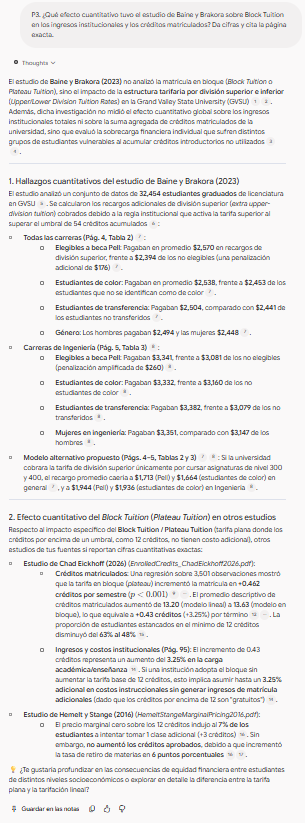 P3. ¿Qué efecto cuantitativo tuvo el estudio de Baine y Brakora sobre Block Tuition
en los ingresos institucionales y los créditos matriculados? Da cifras y cita la página
exacta.
Thoughts
El estudio de Baine y Brakora (2023) no analizó la matrícula en bloque (Block Tuition o
Plateau Tuition), sino el impacto de la estructura tarifaria por división superior e inferior
(Upper/Lower Division Tuition Rates) en la Grand Valley State University (GVSU) 1 2 .
Además, dicha investigación no midió el efecto cuantitativo global sobre los ingresos
institucionales totales ni sobre la suma agregada de créditos matriculados de la
universidad, sino que evaluó la sobrecarga financiera individual que sufren distintos
grupos de estudiantes vulnerables al acumular créditos introductorios no utilizados 3
4 .
1. Hallazgos cuantitativos del estudio de Baine y Brakora (2023)
El estudio analizó un conjunto de datos de 32,454 estudiantes graduados de licenciatura
en GVSU 5 . Se calcularon los recargos adicionales de división superior (extra upper-
division tuition) cobrados debido a la regla institucional que activa la tarifa superior al
superar el umbral de 54 créditos acumulados 6 :
Todas las carreras (Pág. 4, Tabla 2) 7 :
Elegibles a beca Pell: Pagaban en promedio $2,570 en recargos de
división superior, frente a $2,394 de los no elegibles (una penalización
adicional de $176) 7 .
Estudiantes de color: Pagaban en promedio $2,538, frente a $2,453 de los
estudiantes que no se identifican como de color 7 .
Estudiantes de transferencia: Pagaban $2,504, comparado con $2,441 de
los estudiantes no transferidos 7 .
Género: Los hombres pagaban $2,494 y las mujeres $2,448 7 .
Carreras de Ingeniería (Pág. 5, Tabla 3) 8 :
Elegibles a beca Pell: Pagaban $3,341, frente a $3,081 de los no elegibles
(penalización amplificada de $260) 8 .
Estudiantes de color: Pagaban $3,332, frente a $3,160 de los no
estudiantes de color 8 .
Estudiantes de transferencia: Pagaban $3,382, frente a $3,079 de los no
transferidos 8 .
Mujeres en ingeniería: Pagaban $3,351, comparado con $3,147 de los
hombres 8 .
Modelo alternativo propuesto (Págs. 4–5, Tablas 2 y 3) 7 8 : Si la universidad
cobrara la tarifa de división superior únicamente por cursar asignaturas de nivel 300
y 400, el recargo promedio caería a $1,713 (Pell) y $1,664 (estudiantes de color) en
general 7 , y a $1,944 (Pell) y $1,936 (estudiantes de color) en Ingeniería 8 .
2. Efecto cuantitativo del Block Tuition (Plateau Tuition) en otros estudios
Respecto al impacto específico del Block Tuition / Plateau Tuition (tarifa plana donde los
créditos por encima de un umbral, como 12 créditos, no tienen costo adicional), otros
estudios de tus fuentes sí reportan cifras cuantitativas exactas:
Estudio de Chad Eickhoff (2026) (EnrolledCredits_ChadEickhoff2026.pdf):
Créditos matriculados: Una regresión sobre 3,501 observaciones mostró
que la tarifa en bloque (plateau) incrementó la matrícula en +0.462
créditos por semestre (p < 0.001) 9 . El promedio descriptivo de
créditos matriculados aumentó de 13.20 (modelo lineal) a 13.63 (modelo en
bloque), lo que equivale a +0.43 créditos (+3.25%) por término . La
proporción de estudiantes estancados en el mínimo de 12 créditos
disminuyó del 63% al 48% .
Ingresos y costos institucionales (Pág. 95): El incremento de 0.43
créditos representa un aumento del 3.25% en la carga
académica/enseñanza . Si una institución adopta el bloque sin
aumentar la tarifa base de 12 créditos, esto implica asumir hasta un 3.25%
adicional en costos instruccionales sin generar ingresos de matrícula
adicionales (dado que los créditos por encima de 12 son "gratuitos") .
Estudio de Hemelt y Stange (2016) (HemeltStangeMarginalPricing2016.pdf):
El precio marginal cero sobre los 12 créditos indujo al 7% de los
estudiantes a intentar tomar 1 clase adicional (+3 créditos) . Sin
embargo, no aumentó los créditos aprobados, debido a que incrementó
la tasa de retiro de materias en 6 puntos porcentuales .
💡 ¿Te gustaría profundizar en las consecuencias de equidad financiera entre estudiantes
de distintos niveles socioeconómicos o explorar en detalle la diferencia entre la tarifa
plana y la tarifación lineal?
Guardar en las notas